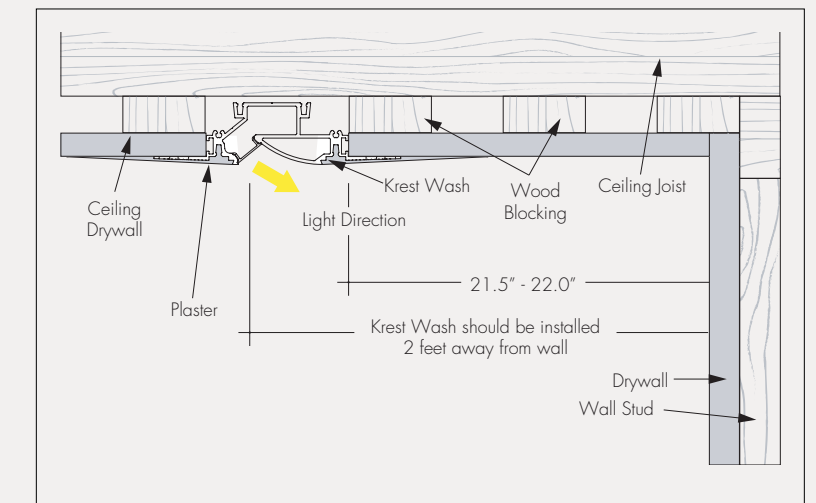 Krest Wash
Wood
Blocking
Ceiling Joist
Ceiling
Drywall
Light Direction
21.5” - 22.0”
Plaster
Krest Wash should be installed
2 feet away from wall
Drywall
Wall Stud